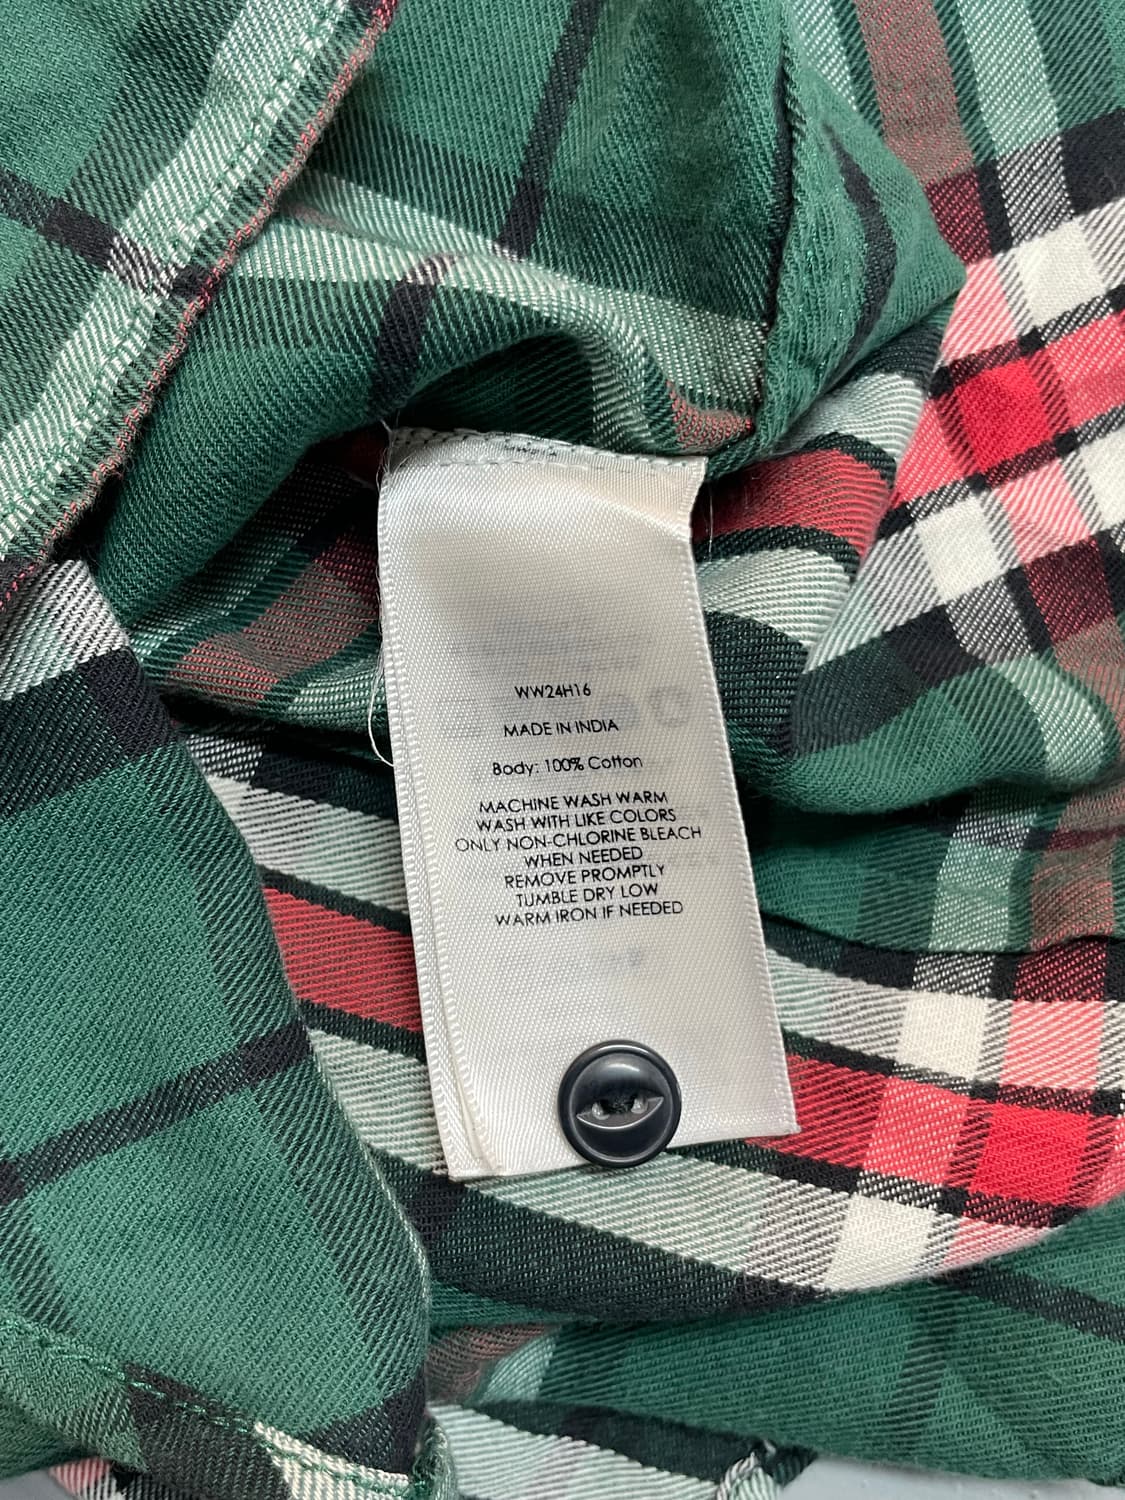 WW24H16
MADE IN INDIA
Body: 100% Cotton
MACHINE WASH WARM
WASH WITH LIKE COLORS
ONLY NON-CHLORINE BLEACH
WHEN NEEDED
REMOVE PROMPTLY
TUMBLE DRY LOW
WARM IRON IF NEEDED